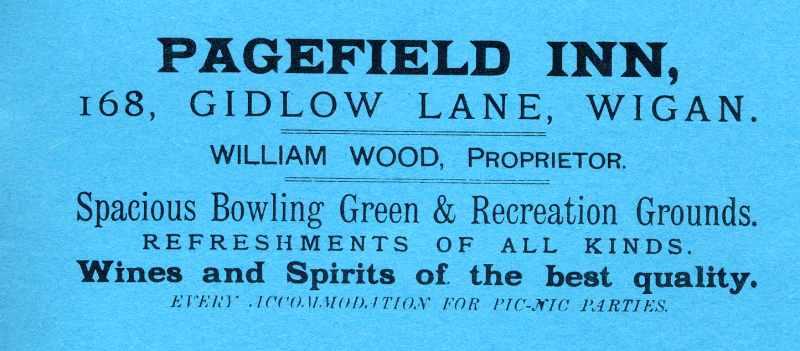 PAGEFIELD INN,
168, GIDLOW LANE, WIGAN.
WILLIAM WOOD, PROPRIETOR.
Spacious Bowling Green & Recreation Grounds.
REFRESHMENTS OF ALL KINDS.
Wines and Spirits of the best quality.
EVERY ACCOMMODATION FOR PIC-NIC PARTIES.